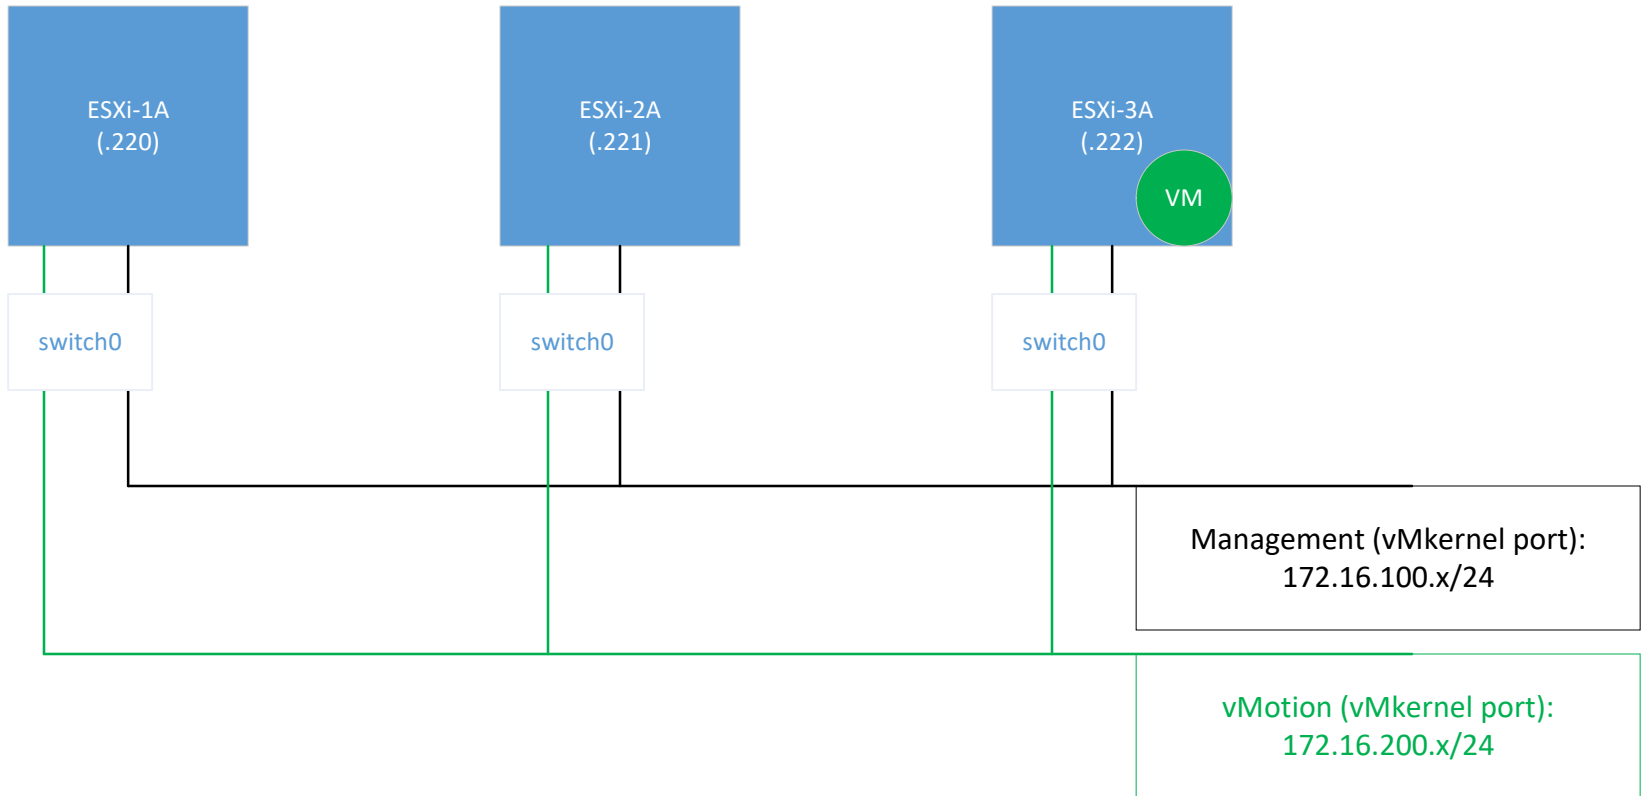 ESXi-1A
(.220)
ESXi-2A
(.221)
ESXi-3A
(.222)
VM
switch0
switch0
switch0
Management (vMkernel port):
172.16.100.x/24
vMotion (vMkernel port):
172.16.200.x/24